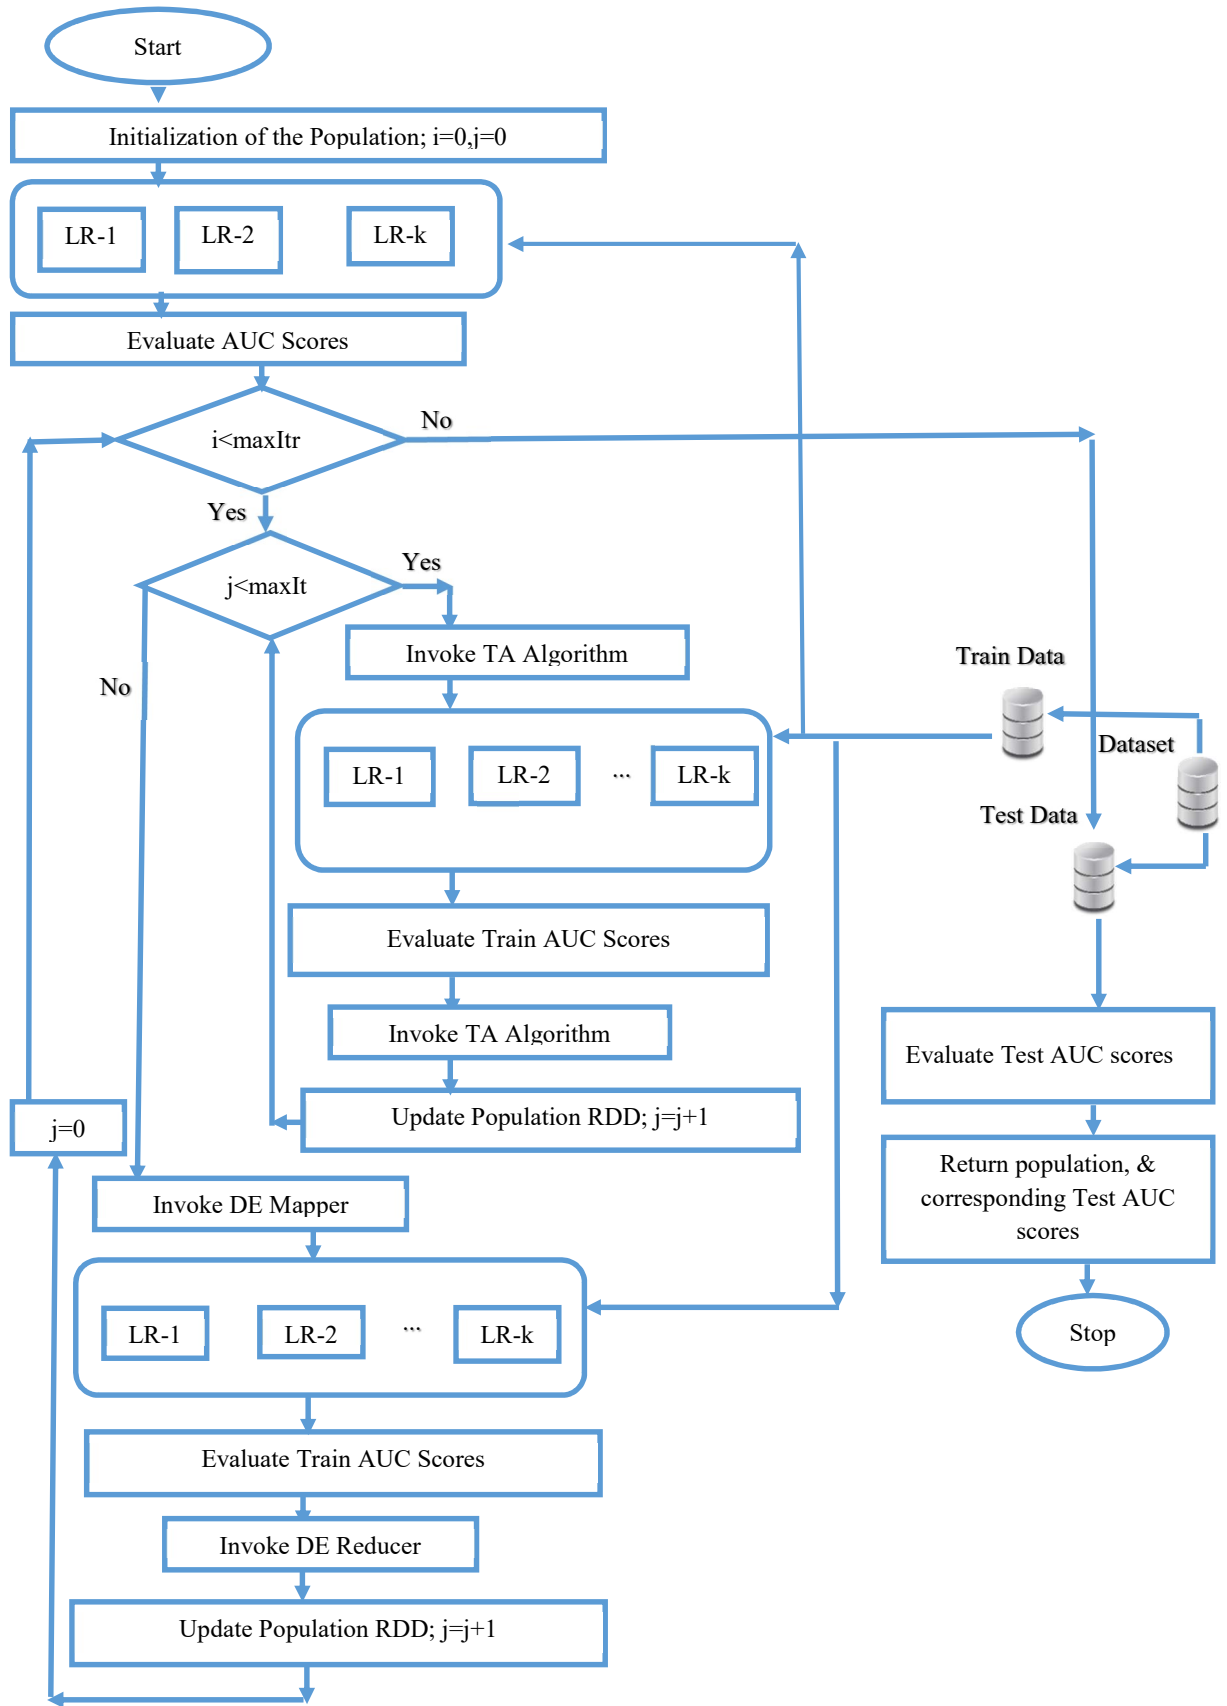 Start
Initialization of the Population; i=0,j=0
LR-1
LR-2
LR-k
Evaluate AUC Scores
i<maxItr
No
Yes
j<maxIt
Yes
No
Invoke TA Algorithm
LR-1
LR-2
...
LR-k
Train Data
Dataset
Test Data
Evaluate Train AUC Scores
Invoke TA Algorithm
Update Population RDD; j=j+1
j=0
Evaluate Test AUC scores
Return population, &
corresponding Test AUC
scores
Stop
Invoke DE Mapper
LR-1
LR-2
...
LR-k
Evaluate Train AUC Scores
Invoke DE Reducer
Update Population RDD; j=j+1